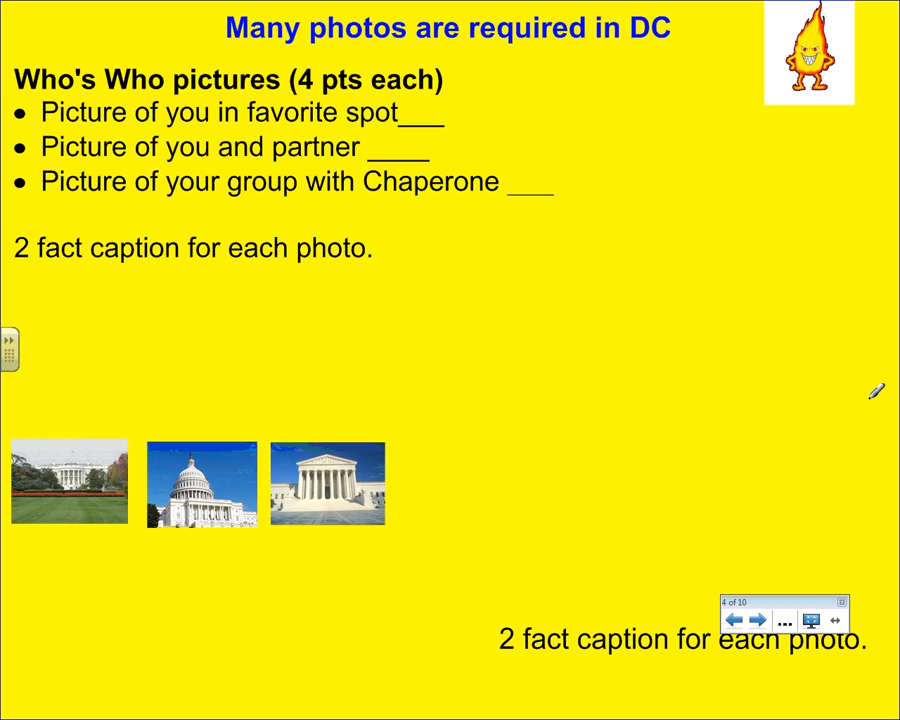 Many photos are required in DC
Who's Who pictures (4 pts each)
• Picture of you in favorite spot___
• Picture of you and partner ____
• Picture of your group with Chaperone ___
2 fact caption for each photo.
4 of 10
2 fact caption for each photo.